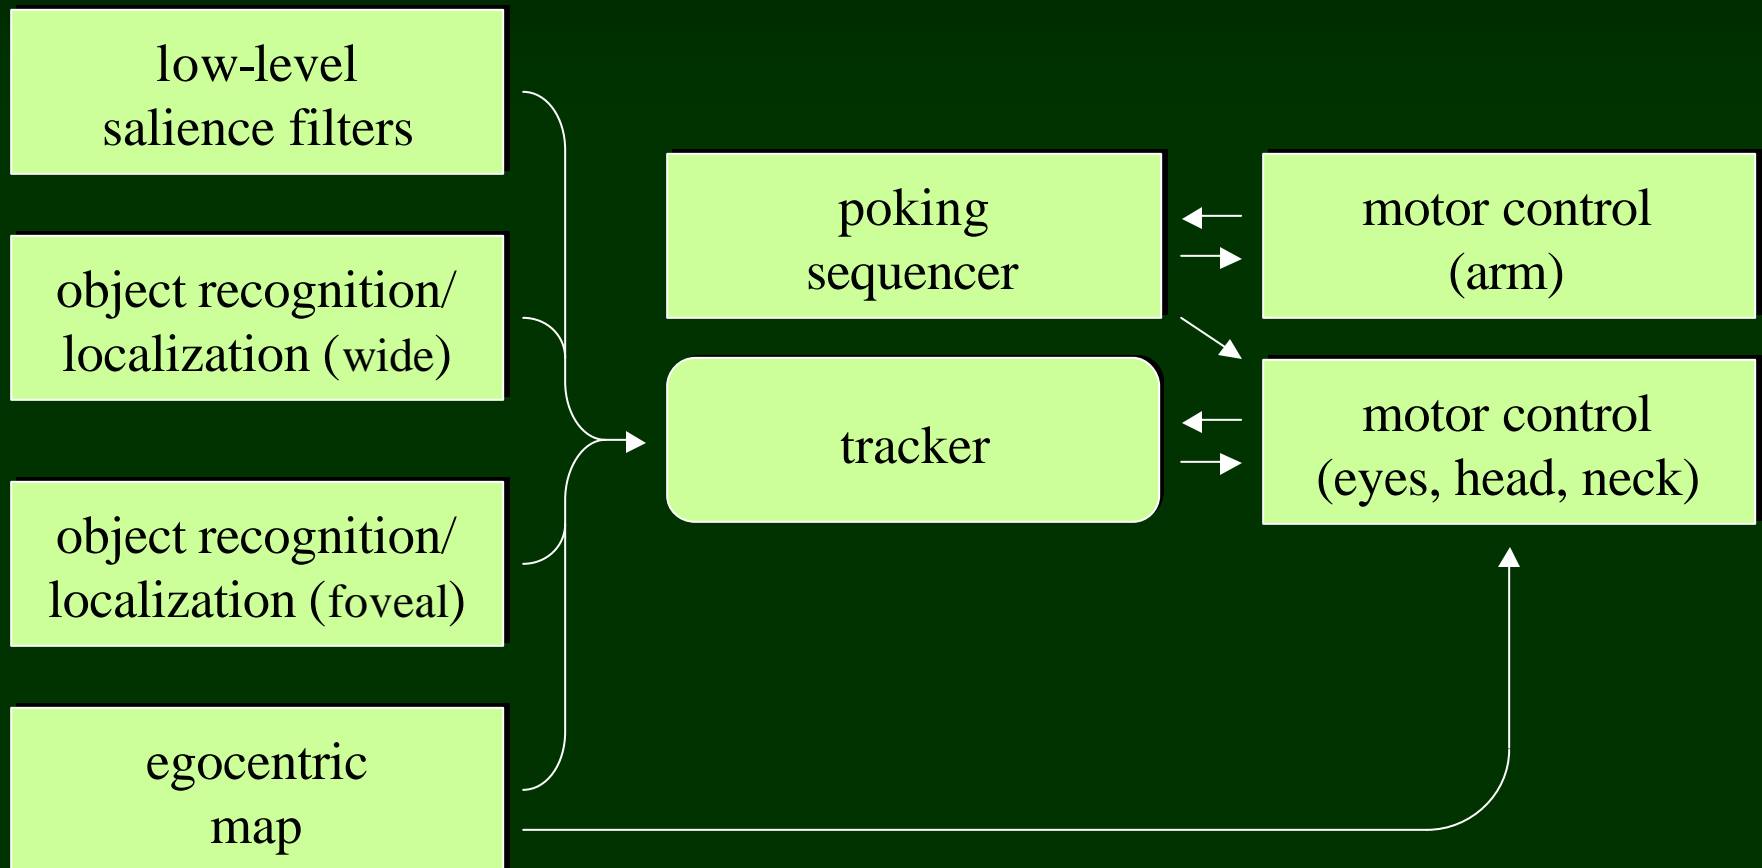 low-level
salience filters
object recognition/
localization (wide)
object recognition/
localization (foveal)
egocentric
map
poking
sequencer
tracker
motor control
(arm)
motor control
(eyes, head, neck)